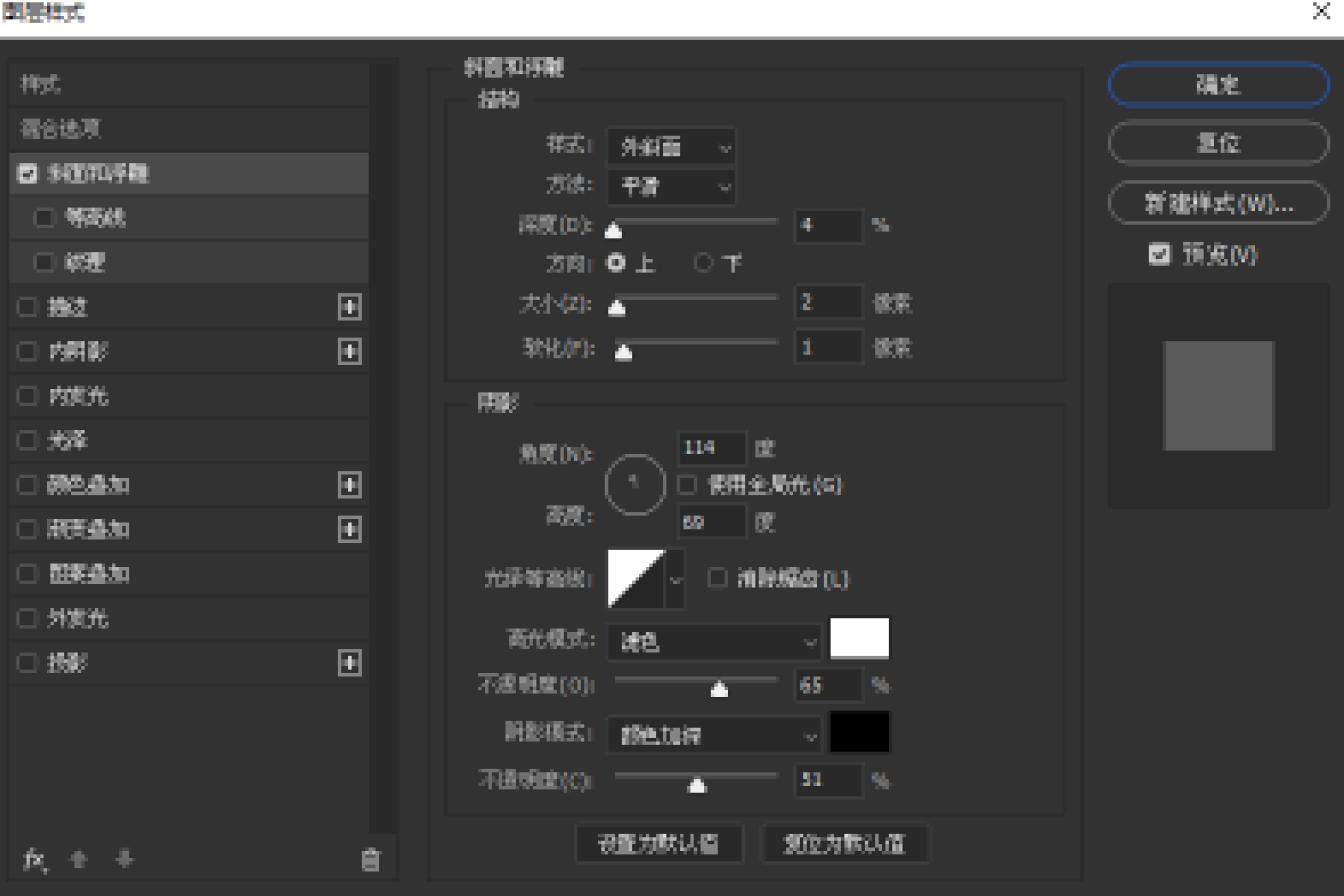 图层样式
样式
混合选项
斜面和浮雕
等高线
纹理
描边
内阴影
内发光
光泽
颜色叠加
渐变叠加
图案叠加
外发光
投影
fx
斜面和浮雕
结构
样式: 外斜面
方法: 平滑
深度(D): 4 %
方向: 上 下
大小(Z): 2 像素
软化(F): 1 像素
阴影
角度(N): 114 度
使用全局光(G)
高度: 69 度
光泽等高线: 消除锯齿(L)
高光模式: 滤色
不透明度(O): 65 %
阴影模式: 颜色加深
不透明度(C): 51 %
设置为默认值 复位为默认值
确定
复位
新建样式(W)...
预览(V)